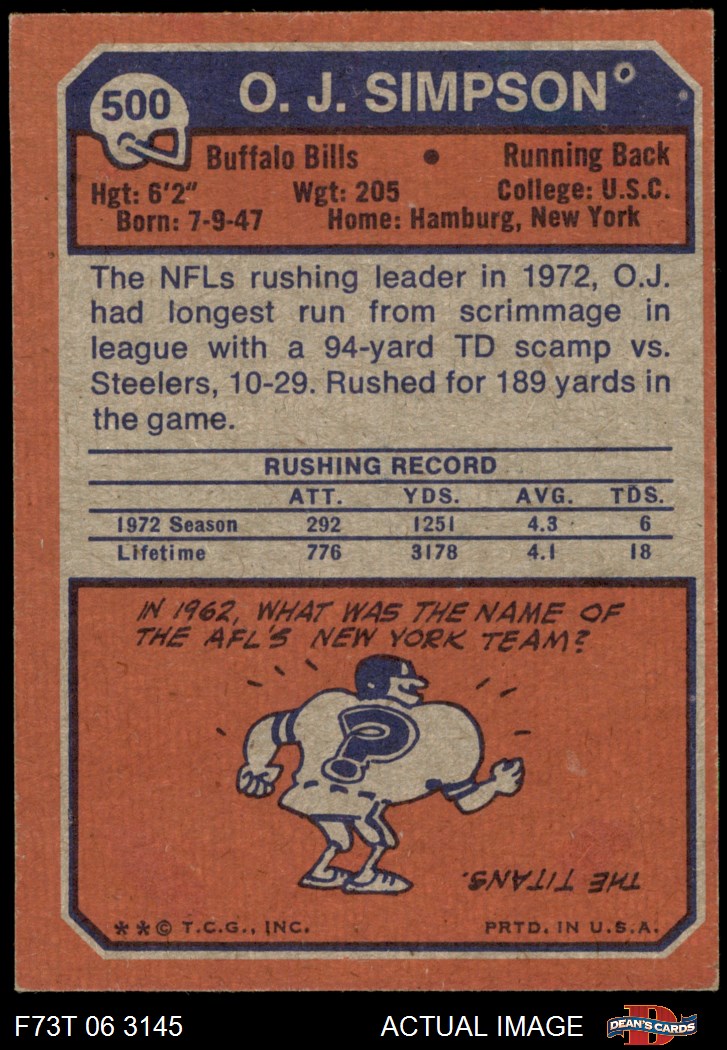 500
O. J. SIMPSON
Buffalo Bills • Running Back
Hgt: 6'2" Wgt: 205 College: U.S.C.
Born: 7-9-47 Home: Hamburg, New York
The NFLs rushing leader in 1972, O.J.
had longest run from scrimmage in
league with a 94-yard TD scamp vs.
Steelers, 10-29. Rushed for 189 yards in
the game.
RUSHING RECORD
ATT. YDS. AVG. TDS.
1972 Season 292 1251 4.3 6
Lifetime 776 3178 4.1 18
IN 1962, WHAT WAS THE NAME OF
THE AFL'S NEW YORK TEAM?
?
THE TITANS.
**© T.C.G., INC. PRTD. IN U.S.A.
F73T 06 3145 ACTUAL IMAGE DEAN'S CARDS